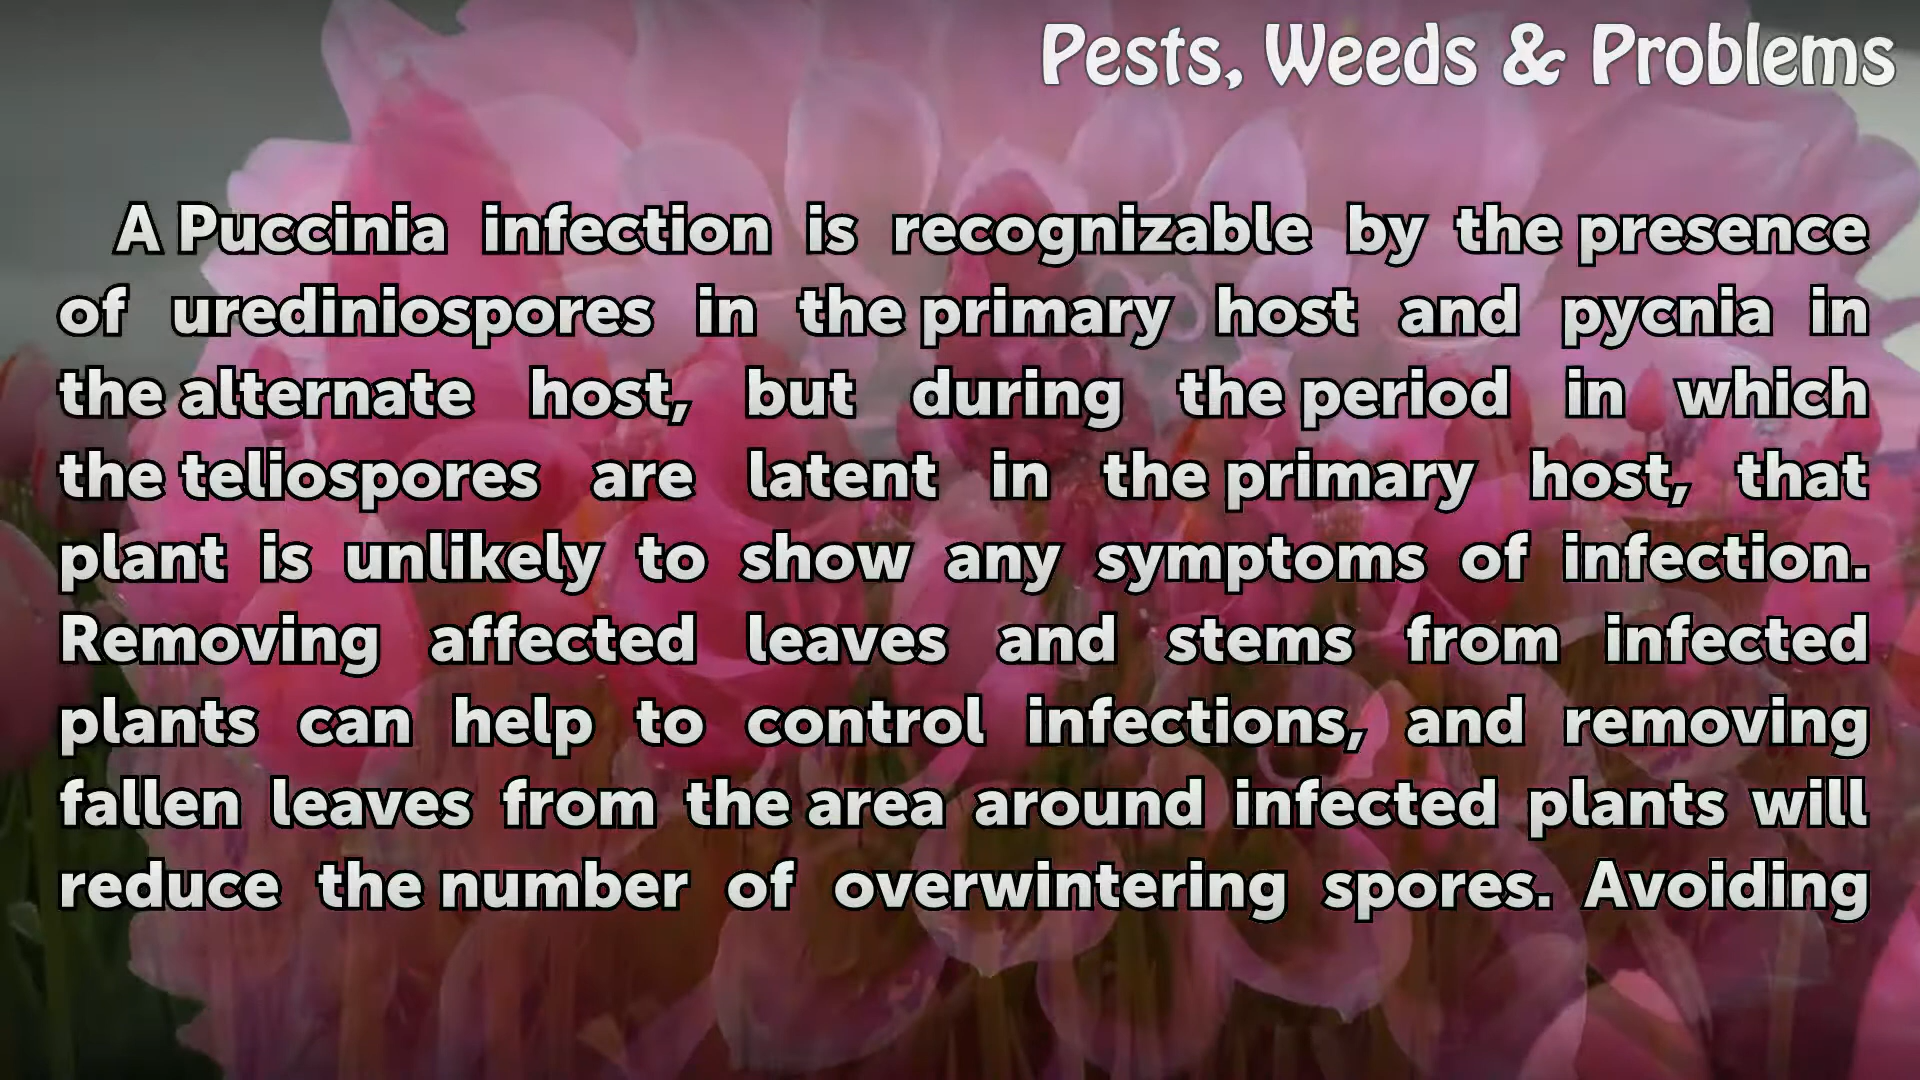 Pests, Weeds & Problems
A Puccinia infection is recognizable by the presence
of urediniospores in the primary host and pycnia in
the alternate host, but during the period in which
the teliospores are latent in the primary host, that
plant is unlikely to show any symptoms of infection.
Removing affected leaves and stems from infected
plants can help to control infections, and removing
fallen leaves from the area around infected plants will
reduce the number of overwintering spores. Avoiding